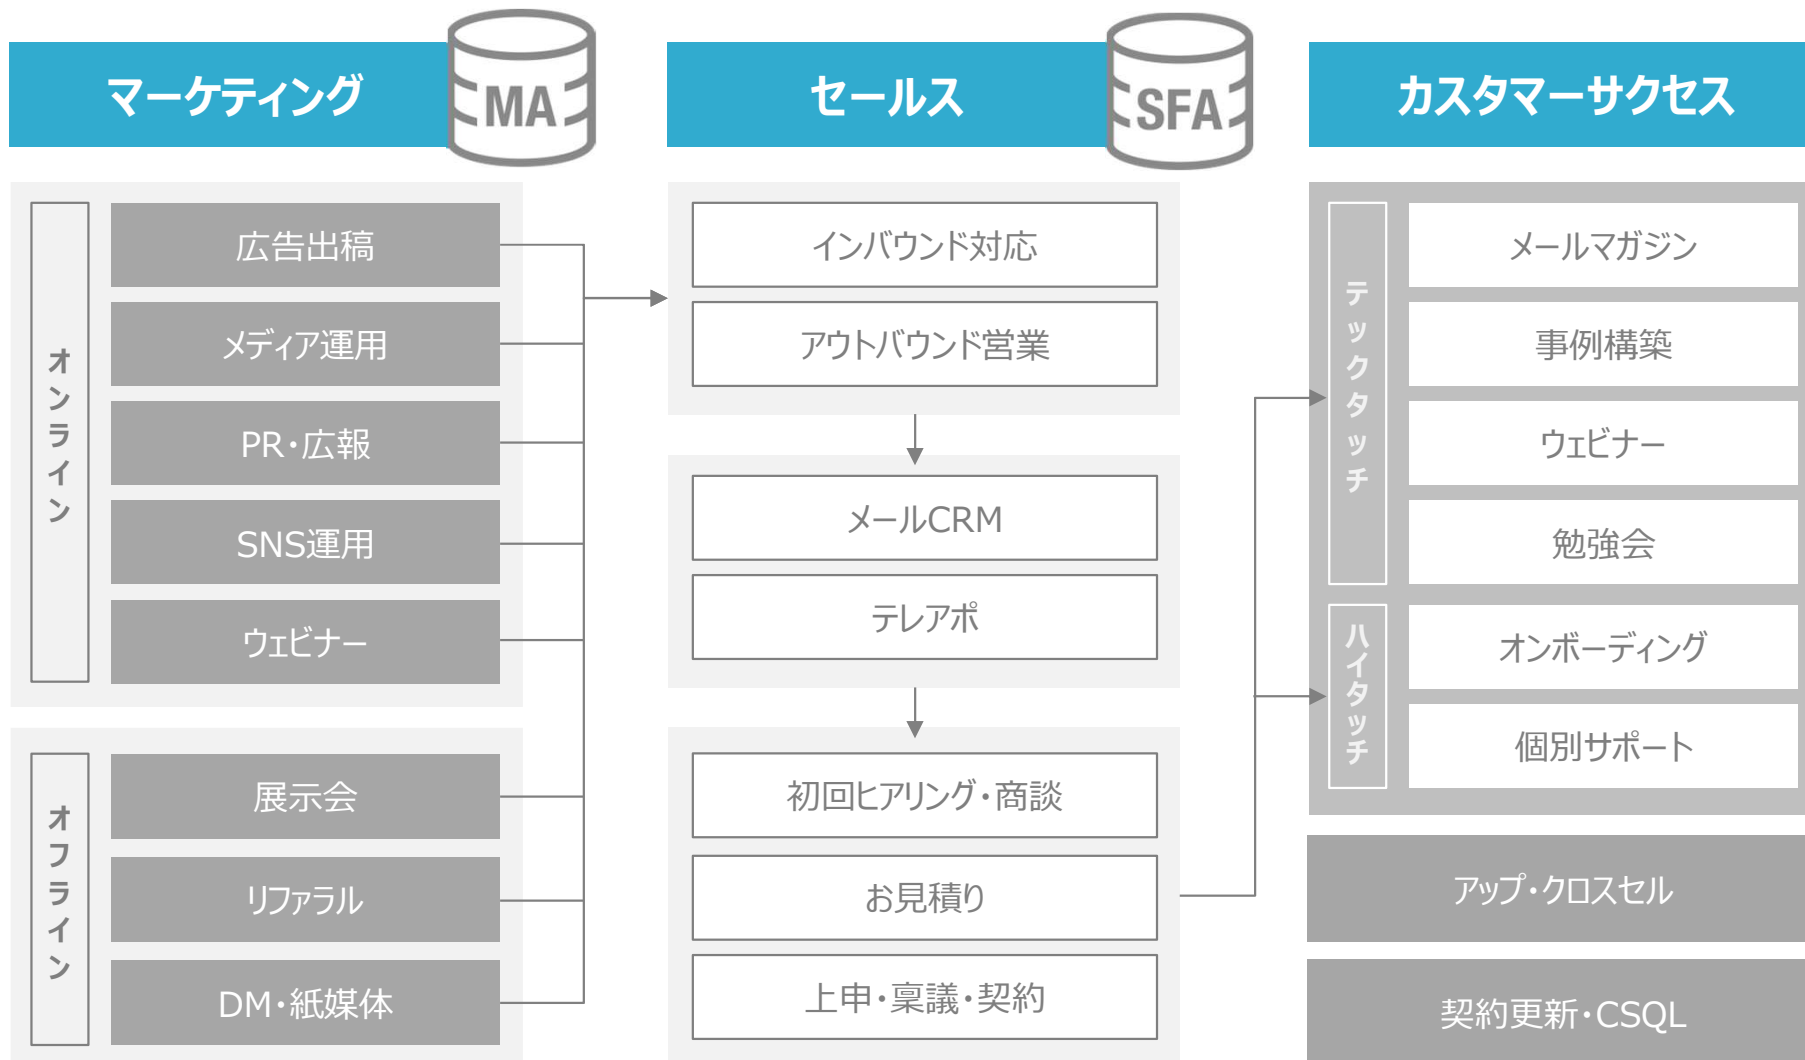 マーケティング
MA
オンライン
広告出稿
メディア運用
PR・広報
SNS運用
ウェビナー
オフライン
展示会
リファラル
DM・紙媒体
セールス
SFA
インバウンド対応
アウトバウンド営業
メールCRM
テレアポ
初回ヒアリング・商談
お見積り
上申・稟議・契約
カスタマーサクセス
テックタッチ
メールマガジン
事例構築
ウェビナー
勉強会
ハイタッチ
オンボーディング
個別サポート
アップ・クロスセル
契約更新・CSQL